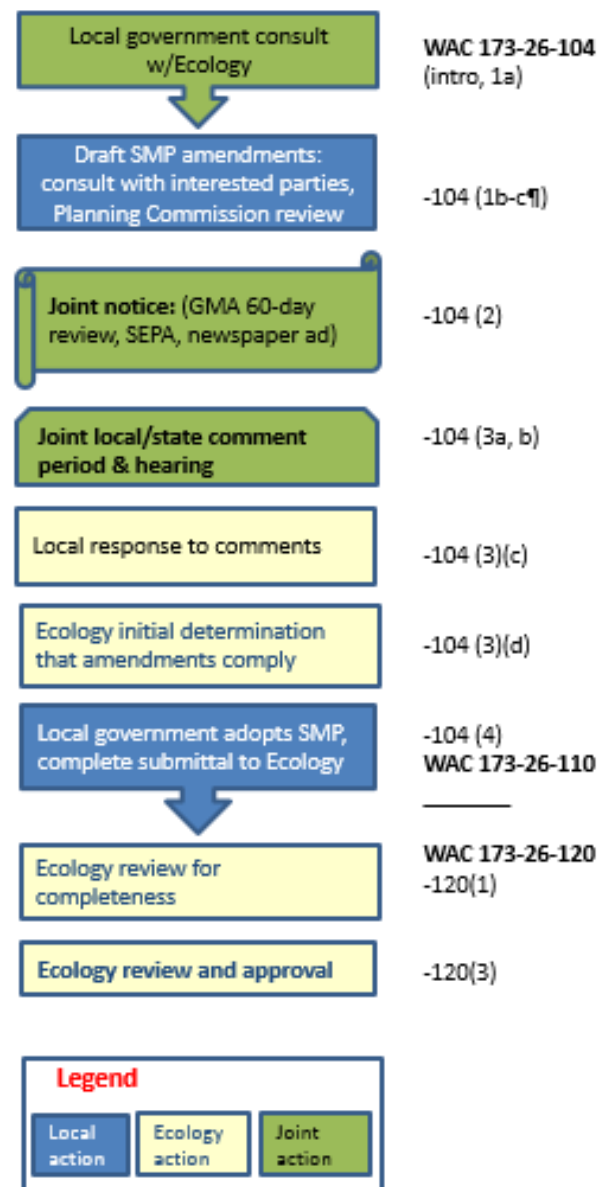 Local government consult
w/Ecology
WAC 173-26-104
(intro, 1a)
Draft SMP amendments:
consult with interested parties,
Planning Commission review
-104 (1b-c¶)
Joint notice: (GMA 60-day
review, SEPA, newspaper ad)
-104 (2)
Joint local/state comment
period & hearing
-104 (3a, b)
Local response to comments
-104 (3)(c)
Ecology initial determination
that amendments comply
-104 (3)(d)
Local government adopts SMP,
complete submittal to Ecology
-104 (4)
WAC 173-26-110
Ecology review for
completeness
WAC 173-26-120
-120(1)
Ecology review and approval
-120(3)
Legend
Local
action
Ecology
action
Joint
action